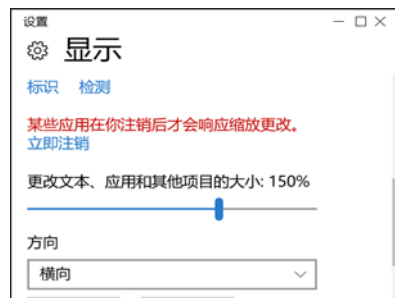 设置
显示
标识 检测
某些应用在你注销后才会响应缩放更改。
立即注销
更改文本、应用和其他项目的大小: 150%
方向
横向